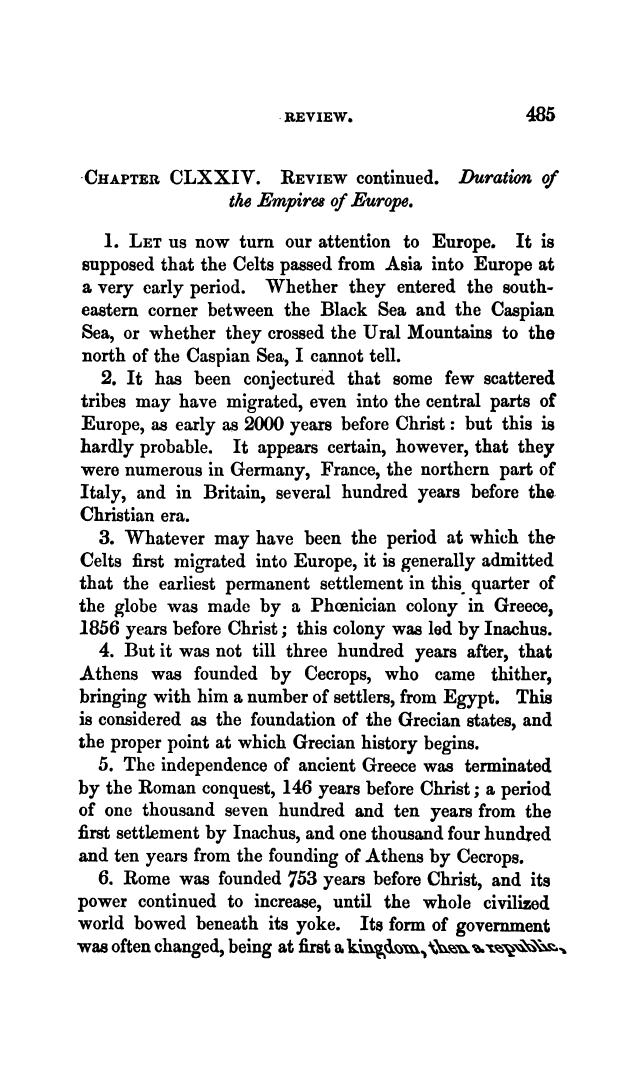 REVIEW. 485
CHAPTER CLXXIV. REVIEW continued. Duration of
the Empires of Europe.
1. LET us now turn our attention to Europe. It is
supposed that the Celts passed from Asia into Europe at
a very early period. Whether they entered the south-
eastern corner between the Black Sea and the Caspian
Sea, or whether they crossed the Ural Mountains to the
north of the Caspian Sea, I cannot tell.
2. It has been conjectured that some few scattered
tribes may have migrated, even into the central parts of
Europe, as early as 2000 years before Christ: but this is
hardly probable. It appears certain, however, that they
were numerous in Germany, France, the northern part of
Italy, and in Britain, several hundred years before the
Christian era.
3. Whatever may have been the period at which the
Celts first migrated into Europe, it is generally admitted
that the earliest permanent settlement in this quarter of
the globe was made by a Phœnician colony in Greece,
1856 years before Christ; this colony was led by Inachus.
4. But it was not till three hundred years after, that
Athens was founded by Cecrops, who came thither,
bringing with him a number of settlers, from Egypt. This
is considered as the foundation of the Grecian states, and
the proper point at which Grecian history begins.
5. The independence of ancient Greece was terminated
by the Roman conquest, 146 years before Christ; a period
of one thousand seven hundred and ten years from the
first settlement by Inachus, and one thousand four hundred
and ten years from the founding of Athens by Cecrops.
6. Rome was founded 753 years before Christ, and its
power continued to increase, until the whole civilized
world bowed beneath its yoke. Its form of government
was often changed, being at first a kingdom, then a republic,